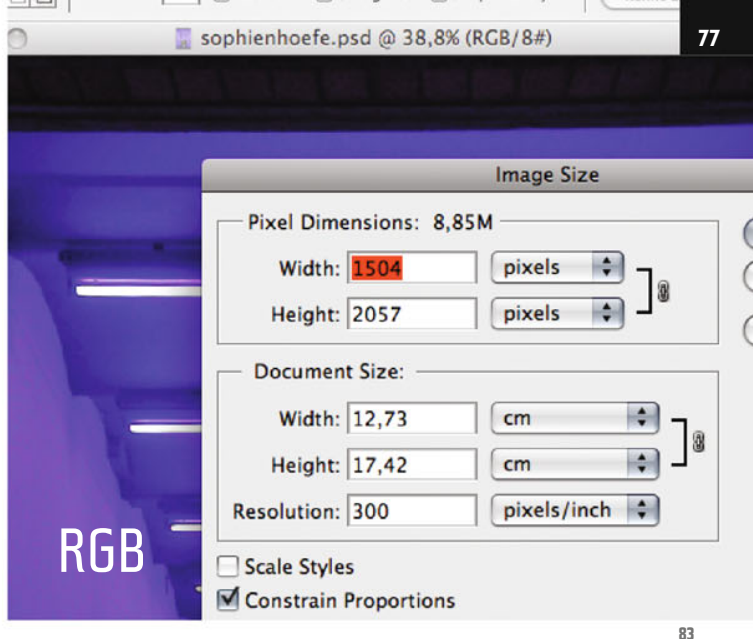 sophienhoefe.psd @ 38,8% (RGB/8#)
77
Image Size
Pixel Dimensions: 8,85M
Width: 1504 pixels
Height: 2057 pixels
Document Size:
Width: 12,73 cm
Height: 17,42 cm
Resolution: 300 pixels/inch
RGB
Scale Styles
Constrain Proportions
83